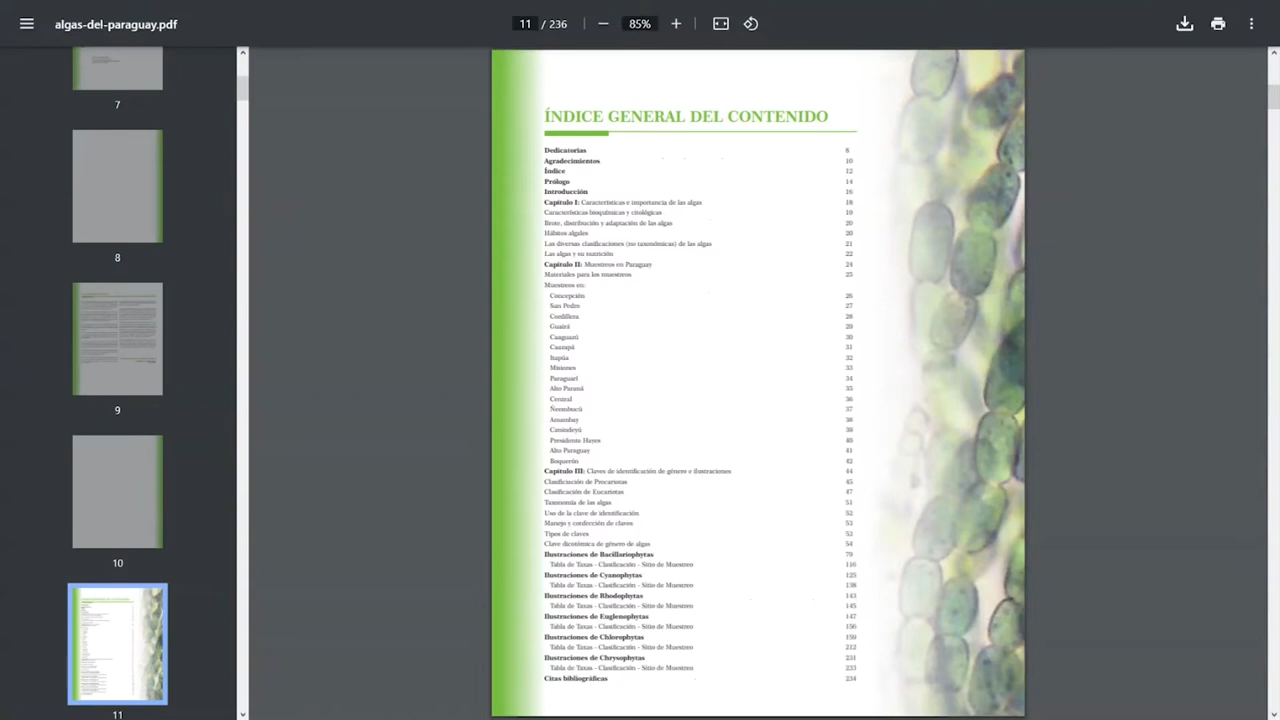 algas-del-paraguay.pdf
11 / 236
85%
7
8
9
10
11
ÍNDICE GENERAL DEL CONTENIDO
Dedicatorias 8
Agradecimientos 10
Índice 12
Prólogo 14
Introducción 16
Capítulo I: Características e importancia de las algas 18
Características bioquímicas y citológicas 19
Brote, distribución y adaptación de las algas 20
Hábitos algales 20
Las diversas clasificaciones (no taxonómicas) de las algas 21
Las algas y su nutrición 22
Capítulo II: Muestreos en Paraguay 24
Materiales para los muestreos 25
Muestreos en:
Concepción 26
San Pedro 27
Cordillera 28
Guairá 29
Caaguazú 30
Caazapá 31
Itapúa 32
Misiones 33
Paraguarí 34
Alto Paraná 35
Central 36
Ñeembucú 37
Amambay 38
Canindeyú 39
Presidente Hayes 40
Alto Paraguay 41
Boquerón 42
Capítulo III: Claves de identificación de género e ilustraciones 44
Clasificiación de Procariotas 45
Clasificación de Eucariotas 47
Taxonomía de las algas 51
Uso de la clave de identificación 52
Manejo y confección de claves 52
Tipos de claves 52
Clave dicotómica de género de algas 54
Ilustraciones de Bacillariophytas 79
Tabla de Taxas - Clasificación - Sitio de Muestreo 116
Ilustraciones de Cyanophytas 125
Tabla de Taxas - Clasificación - Sitio de Muestreo 138
Ilustraciones de Rhodophytas 143
Tabla de Taxas - Clasificación - Sitio de Muestreo 145
Ilustraciones de Euglenophytas 147
Tabla de Taxas - Clasificación - Sitio de Muestreo 156
Ilustraciones de Chlorophytas 159
Tabla de Taxas - Clasificación - Sitio de Muestreo 212
Ilustraciones de Chrysophytas 231
Tabla de Taxas - Clasificación - Sitio de Muestreo 233
Citas bibliográficas 234